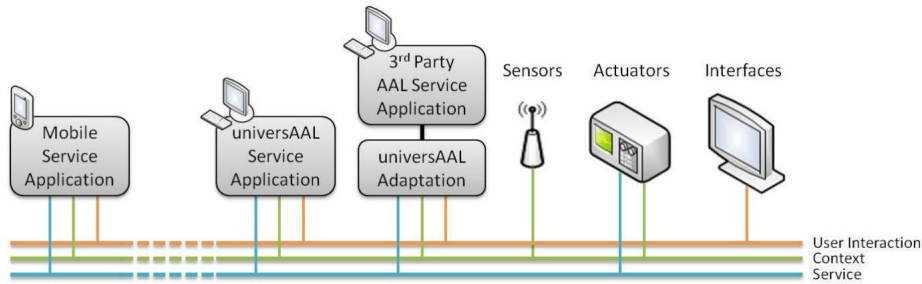 Mobile
Service
Application
universAAL
Service
Application
3rd Party
AAL Service
Application
universAAL
Adaptation
Sensors
Actuators
Interfaces
User Interaction
Context
Service